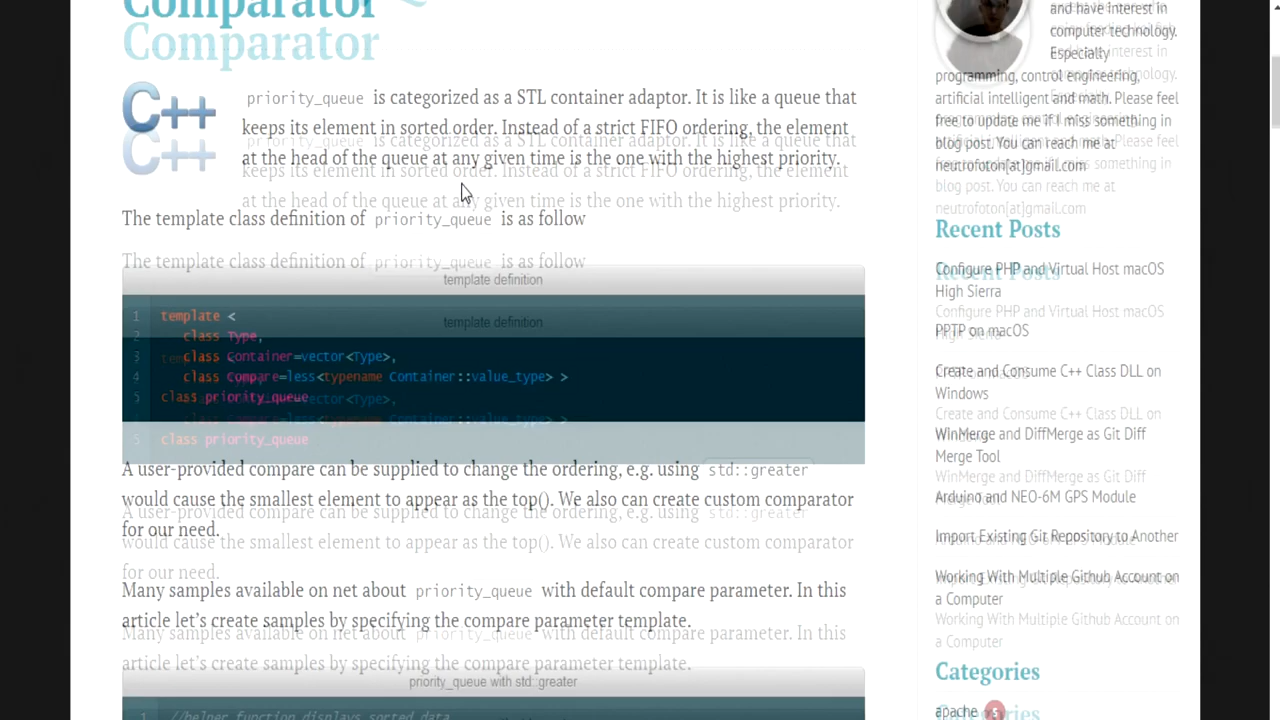 Comparator
C++
priority_queue is categorized as a STL container adaptor. It is like a queue that
keeps its element in sorted order. Instead of a strict FIFO ordering, the element
at the head of the queue at any given time is the one with the highest priority.
The template class definition of priority_queue is as follow
template definition
1 template <
2 class Type,
3 class Container=vector<Type>,
4 class Compare=less<typename Container::value_type> >
5 class priority_queue
A user-provided compare can be supplied to change the ordering, e.g. using std::greater
would cause the smallest element to appear as the top(). We also can create custom comparator
for our need.
Many samples available on net about priority_queue with default compare parameter. In this
article let's create samples by specifying the compare parameter template.
priority_queue with std::greater
1 //helper function displays sorted data
and have interest in
computer technology.
Especially
programming, control engineering,
artificial intelligent and math. Please feel
free to update me if I miss something in
blog post. You can reach me at
neutrofoton[at]gmail.com
Recent Posts
Configure PHP and Virtual Host macOS
High Sierra
PPTP on macOS
Create and Consume C++ Class DLL on
Windows
WinMerge and DiffMerge as Git Diff
Merge Tool
Arduino and NEO-6M GPS Module
Import Existing Git Repository to Another
Working With Multiple Github Account on
a Computer
Categories
apache 5